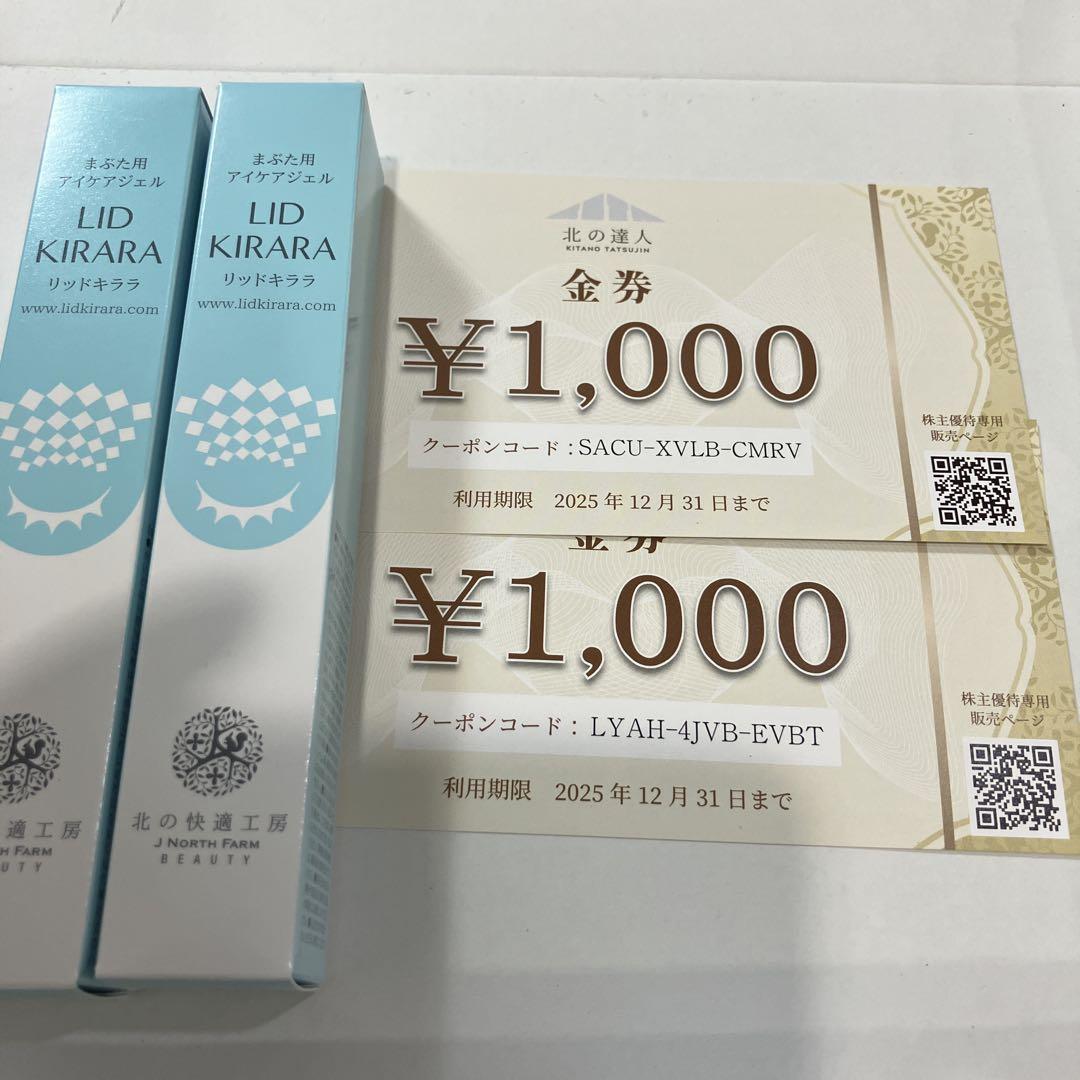 まぶた用
アイケアジェル
LID
KIRARA
リッドキララ
www.lidkirara.com
適工房
H FARM
AUTY
まぶた用
アイケアジェル
LID
KIRARA
リッドキララ
www.lidkirara.com
北の快適工房
J NORTH FARM
BEAUTY
北の達人
KITANO TATSUJIN
金券
¥1,000
クーポンコード:SACU-XVLB-CMRV
利用期限 2025年12月31日まで
株主優待専用
販売ページ
金券
¥1,000
クーポンコード: LYAH-4JVB-EVBT
利用期限 2025年12月31日まで
株主優待専用
販売ページ